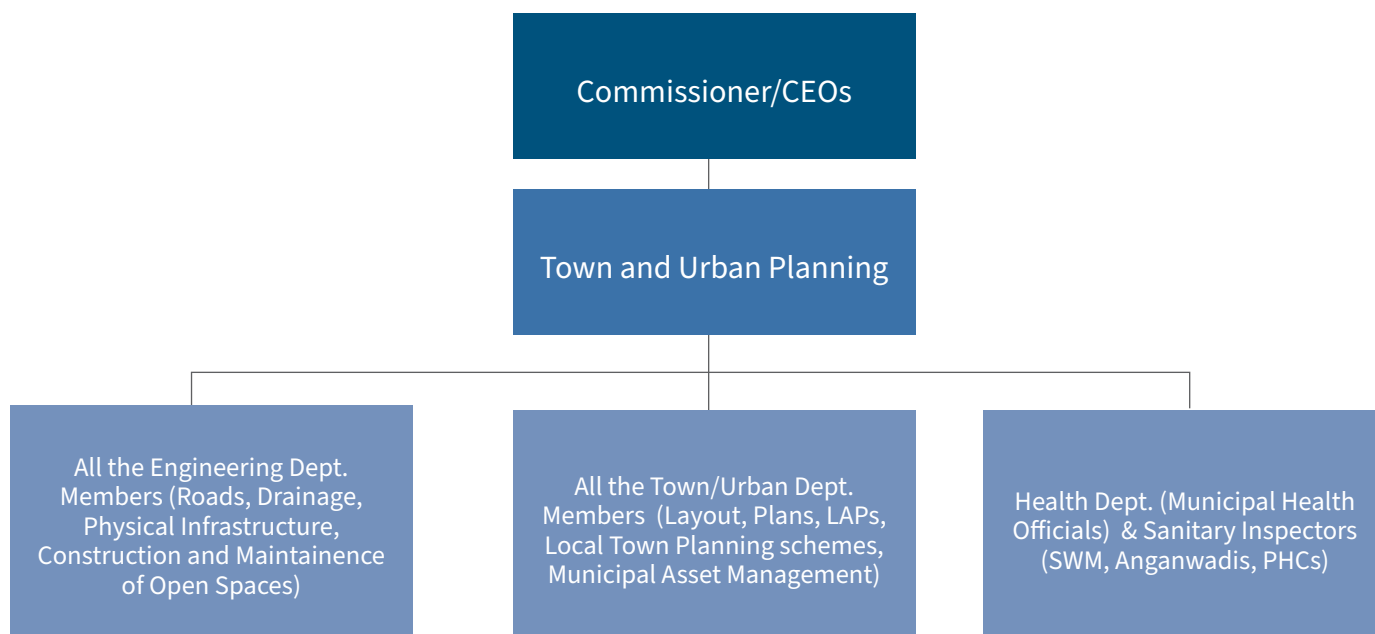 Commissioner/CEOs
Town and Urban Planning
All the Engineering Dept.
Members (Roads, Drainage,
Physical Infrastructure,
Construction and Maintainence
of Open Spaces)
All the Town/Urban Dept.
Members (Layout, Plans, LAPs,
Local Town Planning schemes,
Municipal Asset Management)
Health Dept. (Municipal Health
Officials) & Sanitary Inspectors
(SWM, Anganwadis, PHCs)